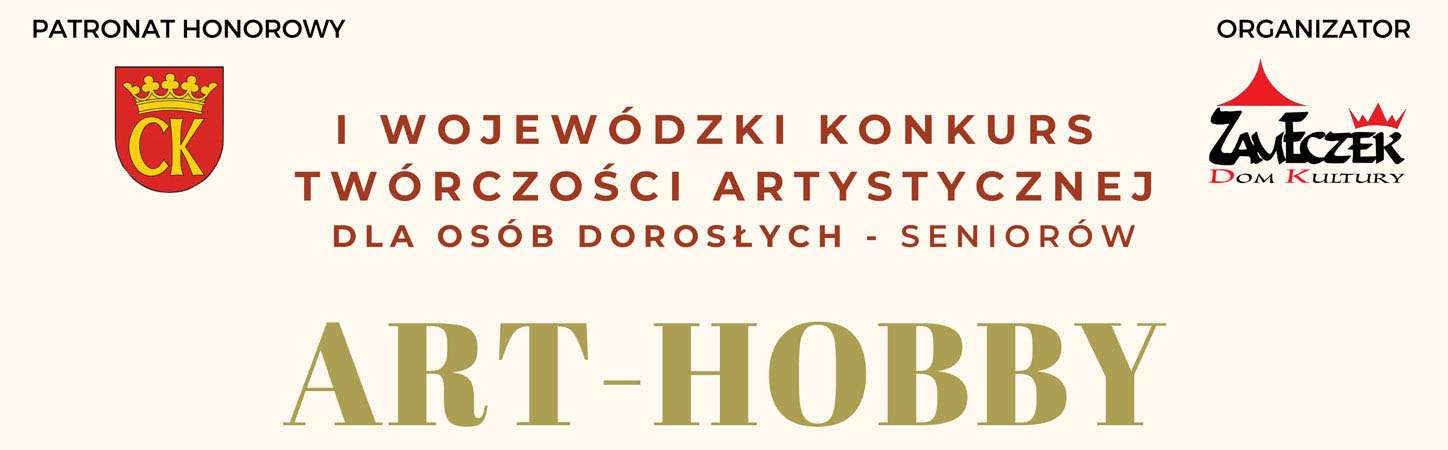 PATRONAT HONOROWY
ORGANIZATOR
CK
ZAMECZEK
DOM KULTURY
I WOJEWÓDZKI KONKURS
TWÓRCZOŚCI ARTYSTYCZNEJ
DLA OSÓB DOROSŁYCH - SENIORÓW
ART-HOBBY